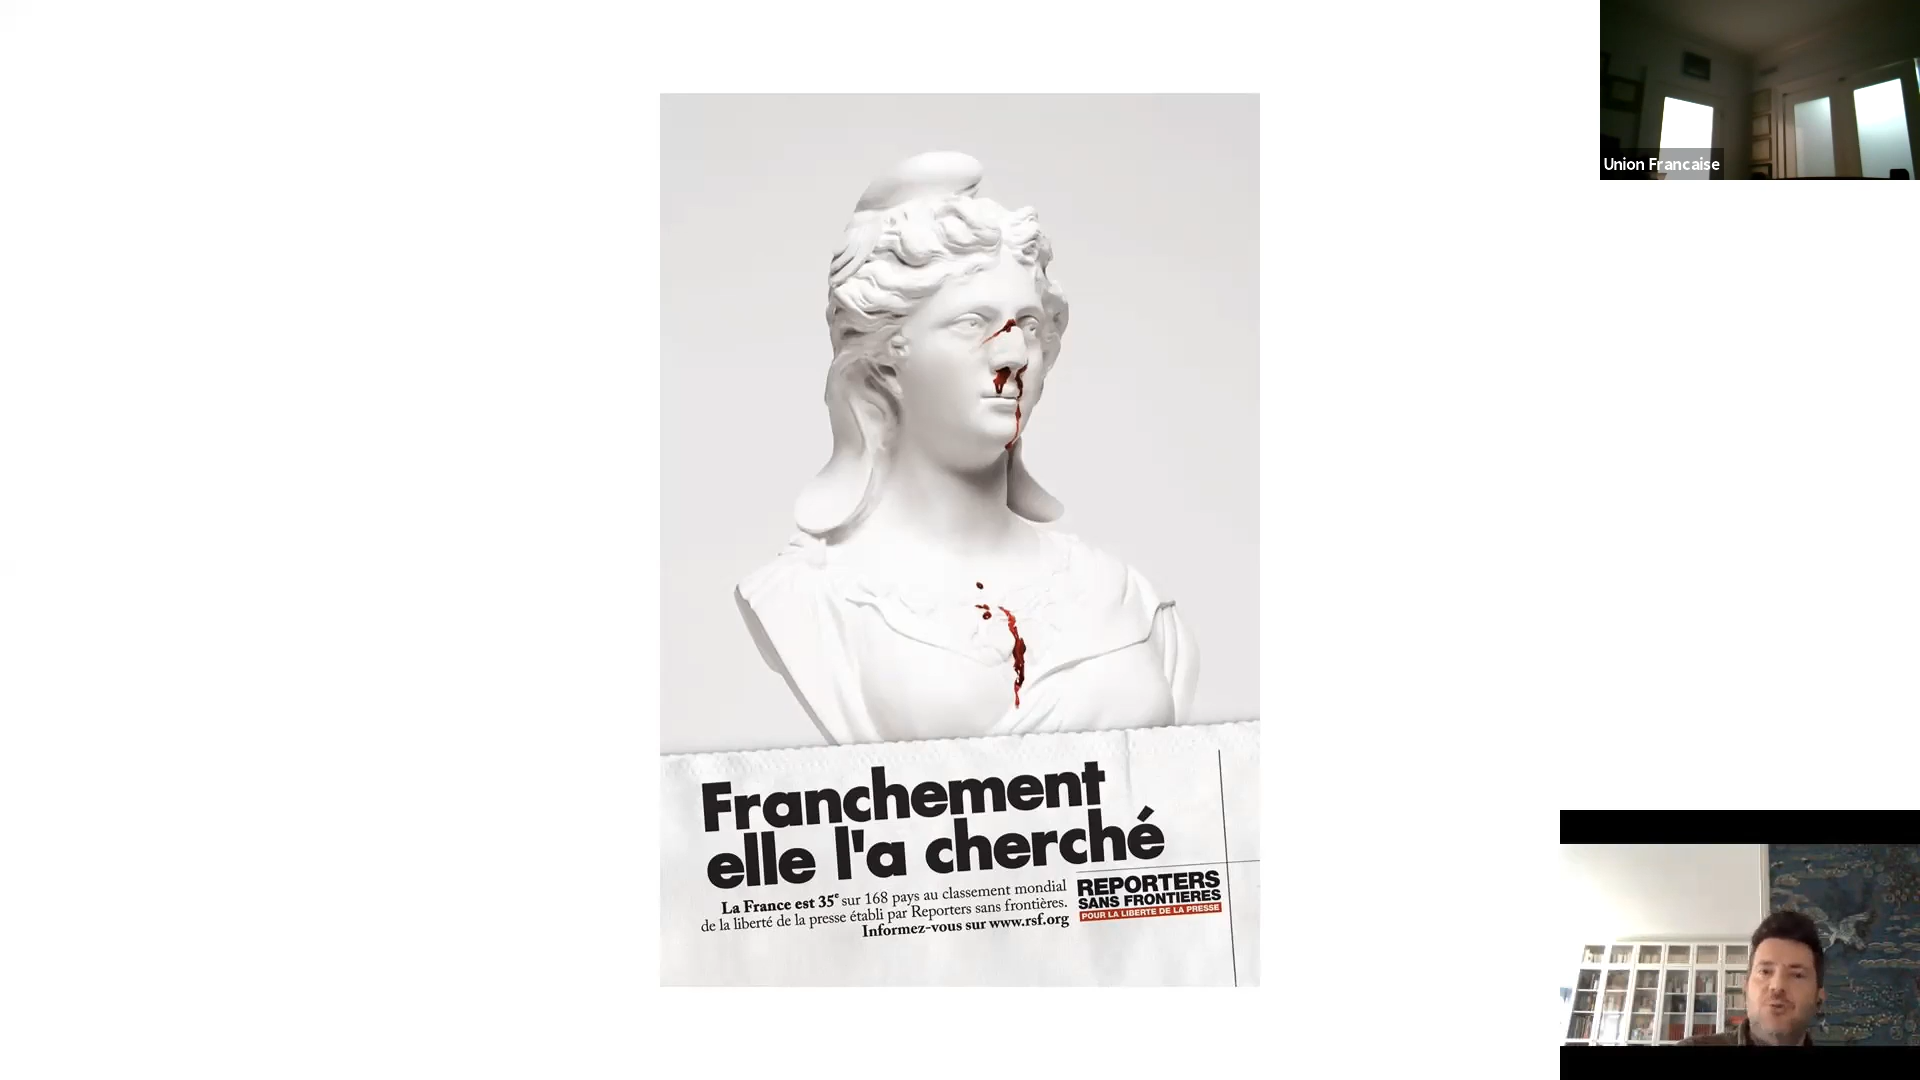 Union Francaise
Franchement
elle l'a cherché
La France est 35e sur 168 pays au classement mondial
de la liberté de la presse établi par Reporters sans frontières.
Informez-vous sur www.rsf.org
REPORTERS
SANS FRONTIERES
POUR LA LIBERTE DE LA PRESSE